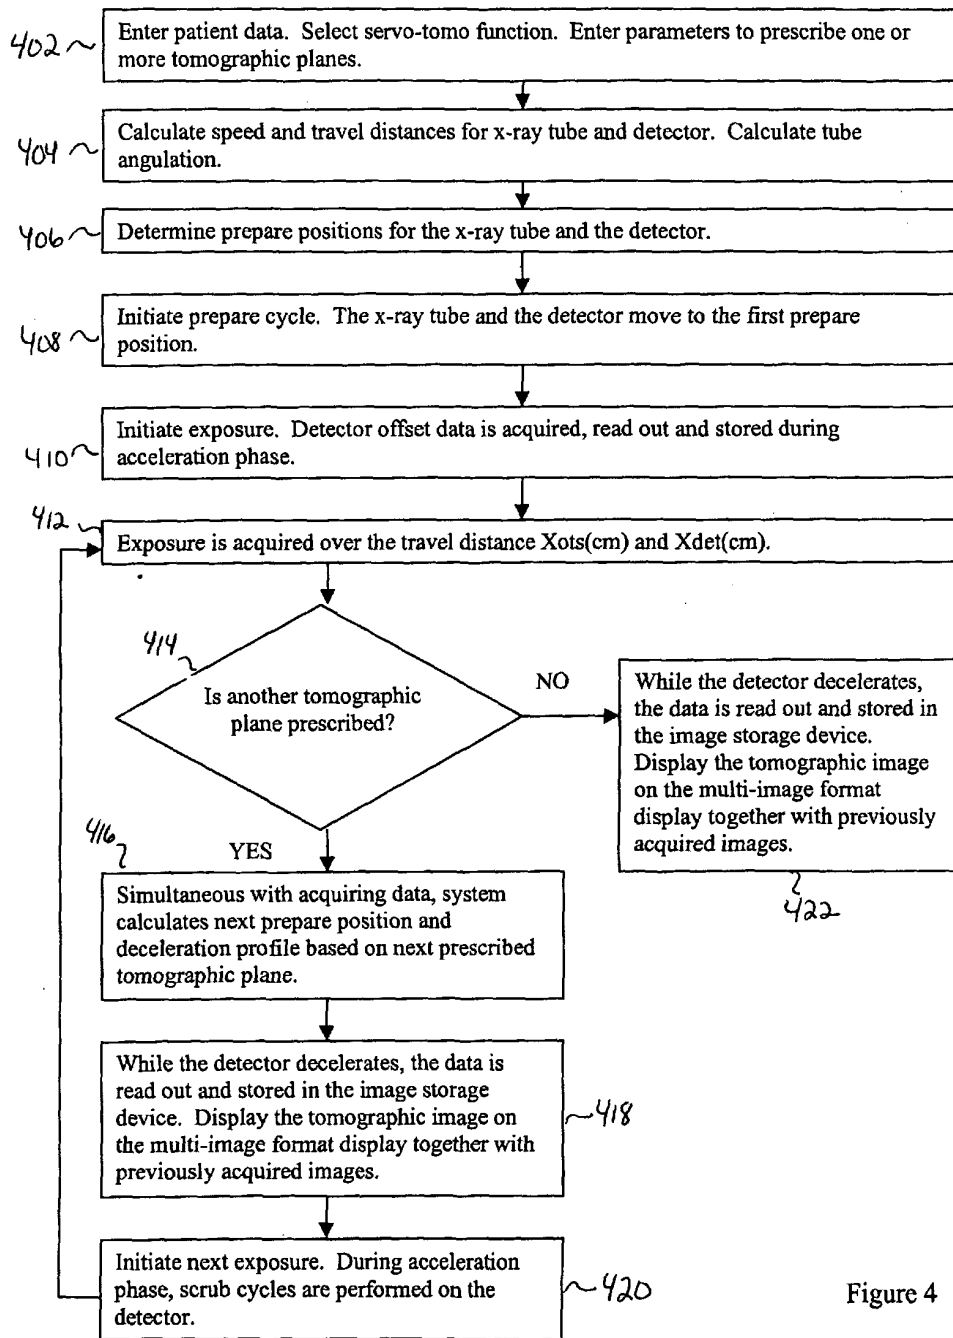 402
Enter patient data. Select servo-tomo function. Enter parameters to prescribe one or
more tomographic planes.
404
Calculate speed and travel distances for x-ray tube and detector. Calculate tube
angulation.
406
Determine prepare positions for the x-ray tube and the detector.
408
Initiate prepare cycle. The x-ray tube and the detector move to the first prepare
position.
410
Initiate exposure. Detector offset data is acquired, read out and stored during
acceleration phase.
412
Exposure is acquired over the travel distance Xots(cm) and Xdet(cm).
414
Is another tomographic
plane prescribed?
NO
While the detector decelerates,
the data is read out and stored in
the image storage device.
Display the tomographic image
on the multi-image format
display together with previously
acquired images.
422
416
YES
Simultaneous with acquiring data, system
calculates next prepare position and
deceleration profile based on next prescribed
tomographic plane.
While the detector decelerates, the data is
read out and stored in the image storage
device. Display the tomographic image on
the multi-image format display together with
previously acquired images.
418
Initiate next exposure. During acceleration
phase, scrub cycles are performed on the
detector.
420
Figure 4